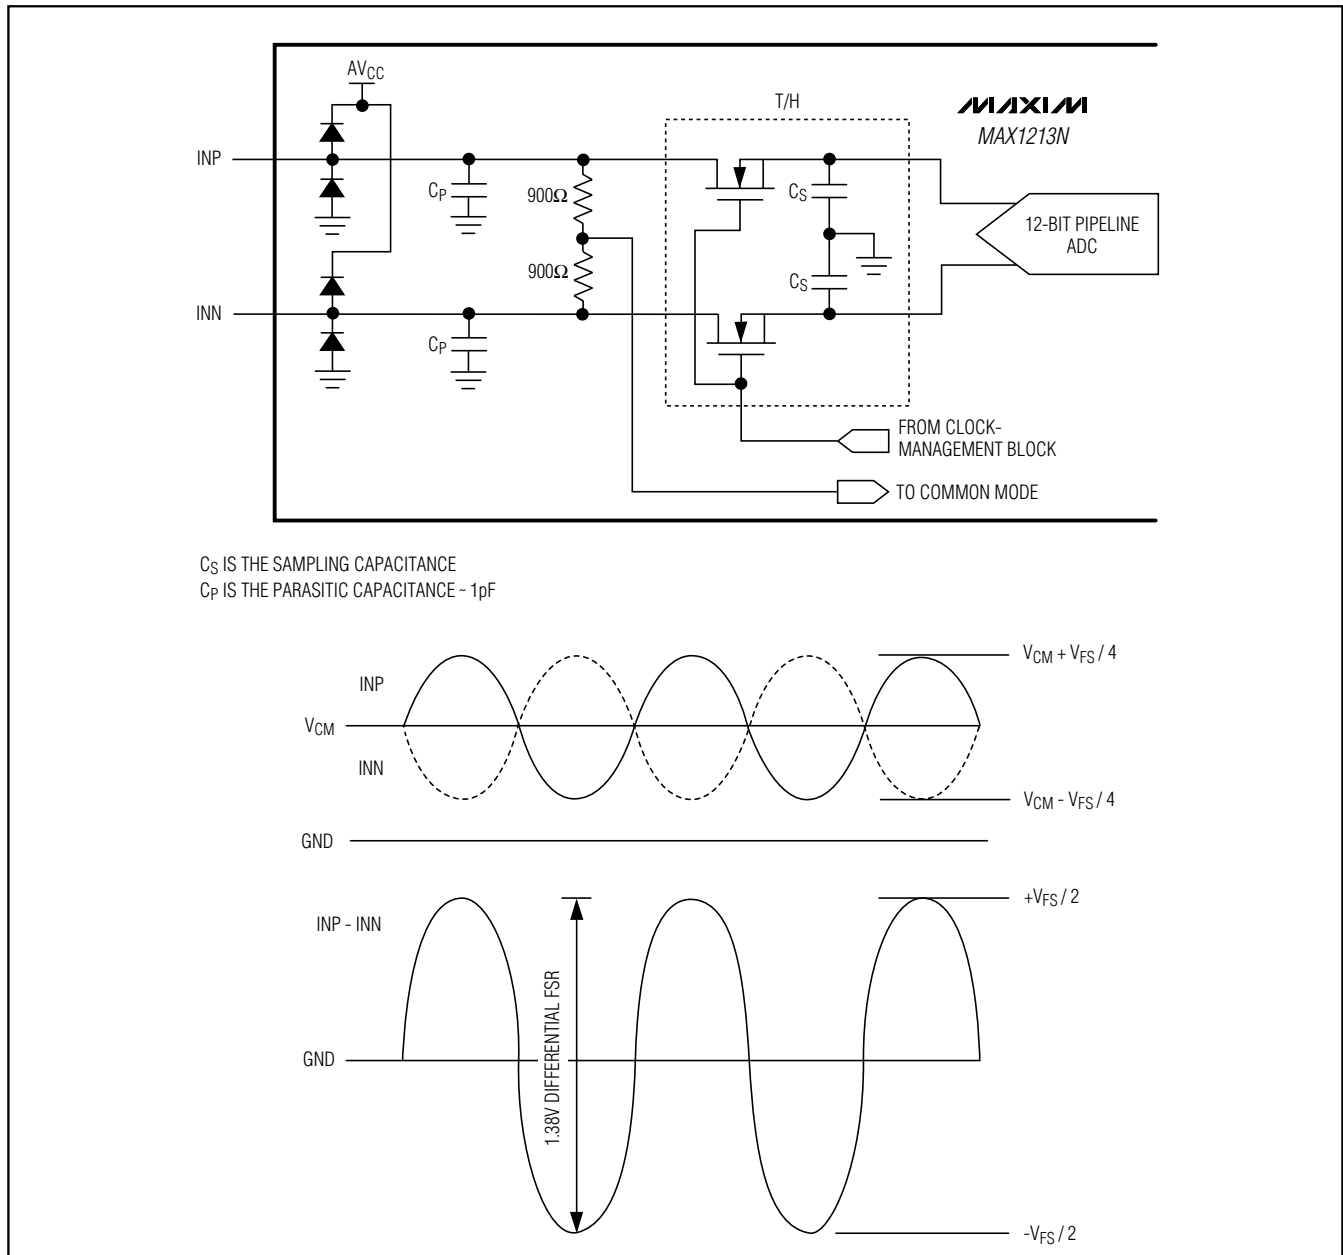 AVCC
T/H
MAXIM
MAX1213N
INP
CP
900Ω
CS
12-BIT PIPELINE
ADC
900Ω
CS
INN
CP
FROM CLOCK-
MANAGEMENT BLOCK
TO COMMON MODE
CS IS THE SAMPLING CAPACITANCE
CP IS THE PARASITIC CAPACITANCE ~ 1pF
VCM + VFS / 4
INP
VCM
INN
VCM - VFS / 4
GND
+VFS / 2
INP - INN
1.38V DIFFERENTIAL FSR
GND
-VFS / 2